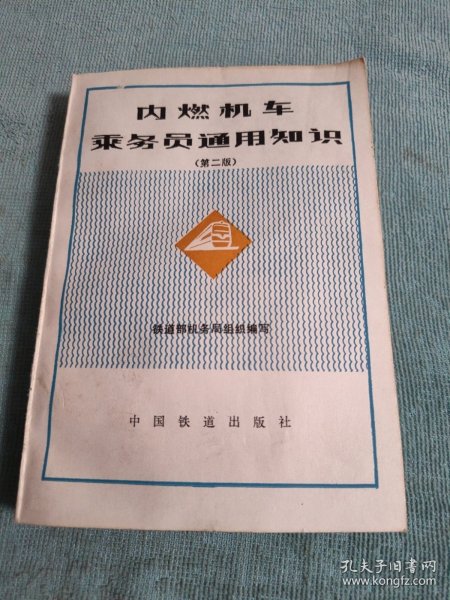 内燃机车
乘务员通用知识
(第二版)
铁道部机务局组织编写
中国铁道出版社
孔夫子旧书网
www.kongfz.com